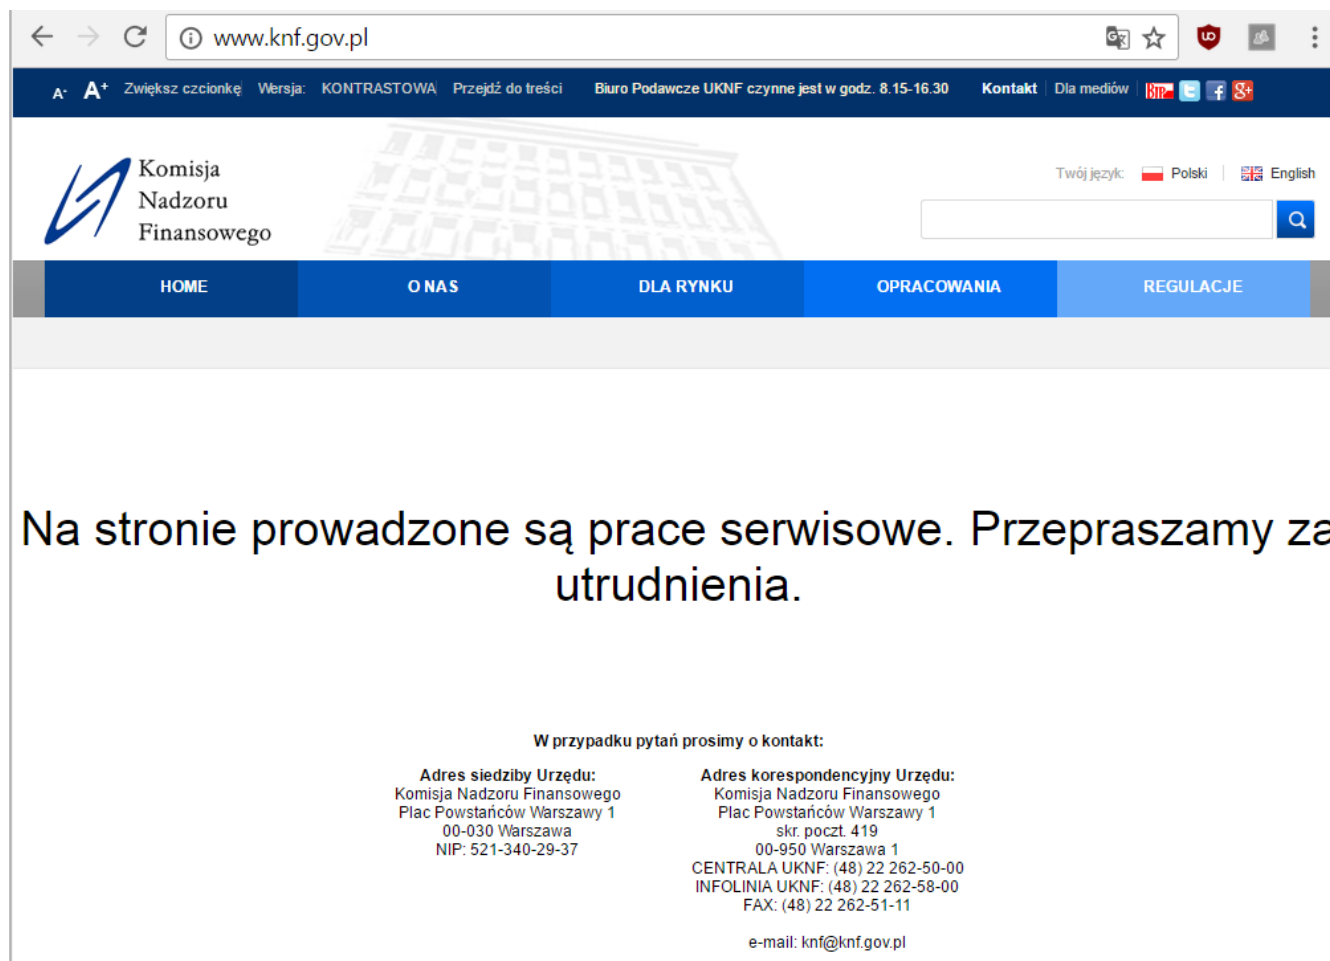 www.knf.gov.pl
A- A+ Zwiększ czcionkę Wersja: KONTRASTOWA Przejdź do treści Biuro Podawcze UKNF czynne jest w godz. 8.15-16.30 Kontakt Dla mediów BIP
Komisja
Nadzoru
Finansowego
Twój język: Polski English
HOME O NAS DLA RYNKU OPRACOWANIA REGULACJE
Na stronie prowadzone są prace serwisowe. Przepraszamy za
utrudnienia.
W przypadku pytań prosimy o kontakt:
Adres siedziby Urzędu:
Komisja Nadzoru Finansowego
Plac Powstańców Warszawy 1
00-030 Warszawa
NIP: 521-340-29-37
Adres korespondencyjny Urzędu:
Komisja Nadzoru Finansowego
Plac Powstańców Warszawy 1
skr. poczt. 419
00-950 Warszawa 1
CENTRALA UKNF: (48) 22 262-50-00
INFOLINIA UKNF: (48) 22 262-58-00
FAX: (48) 22 262-51-11
e-mail: knf@knf.gov.pl